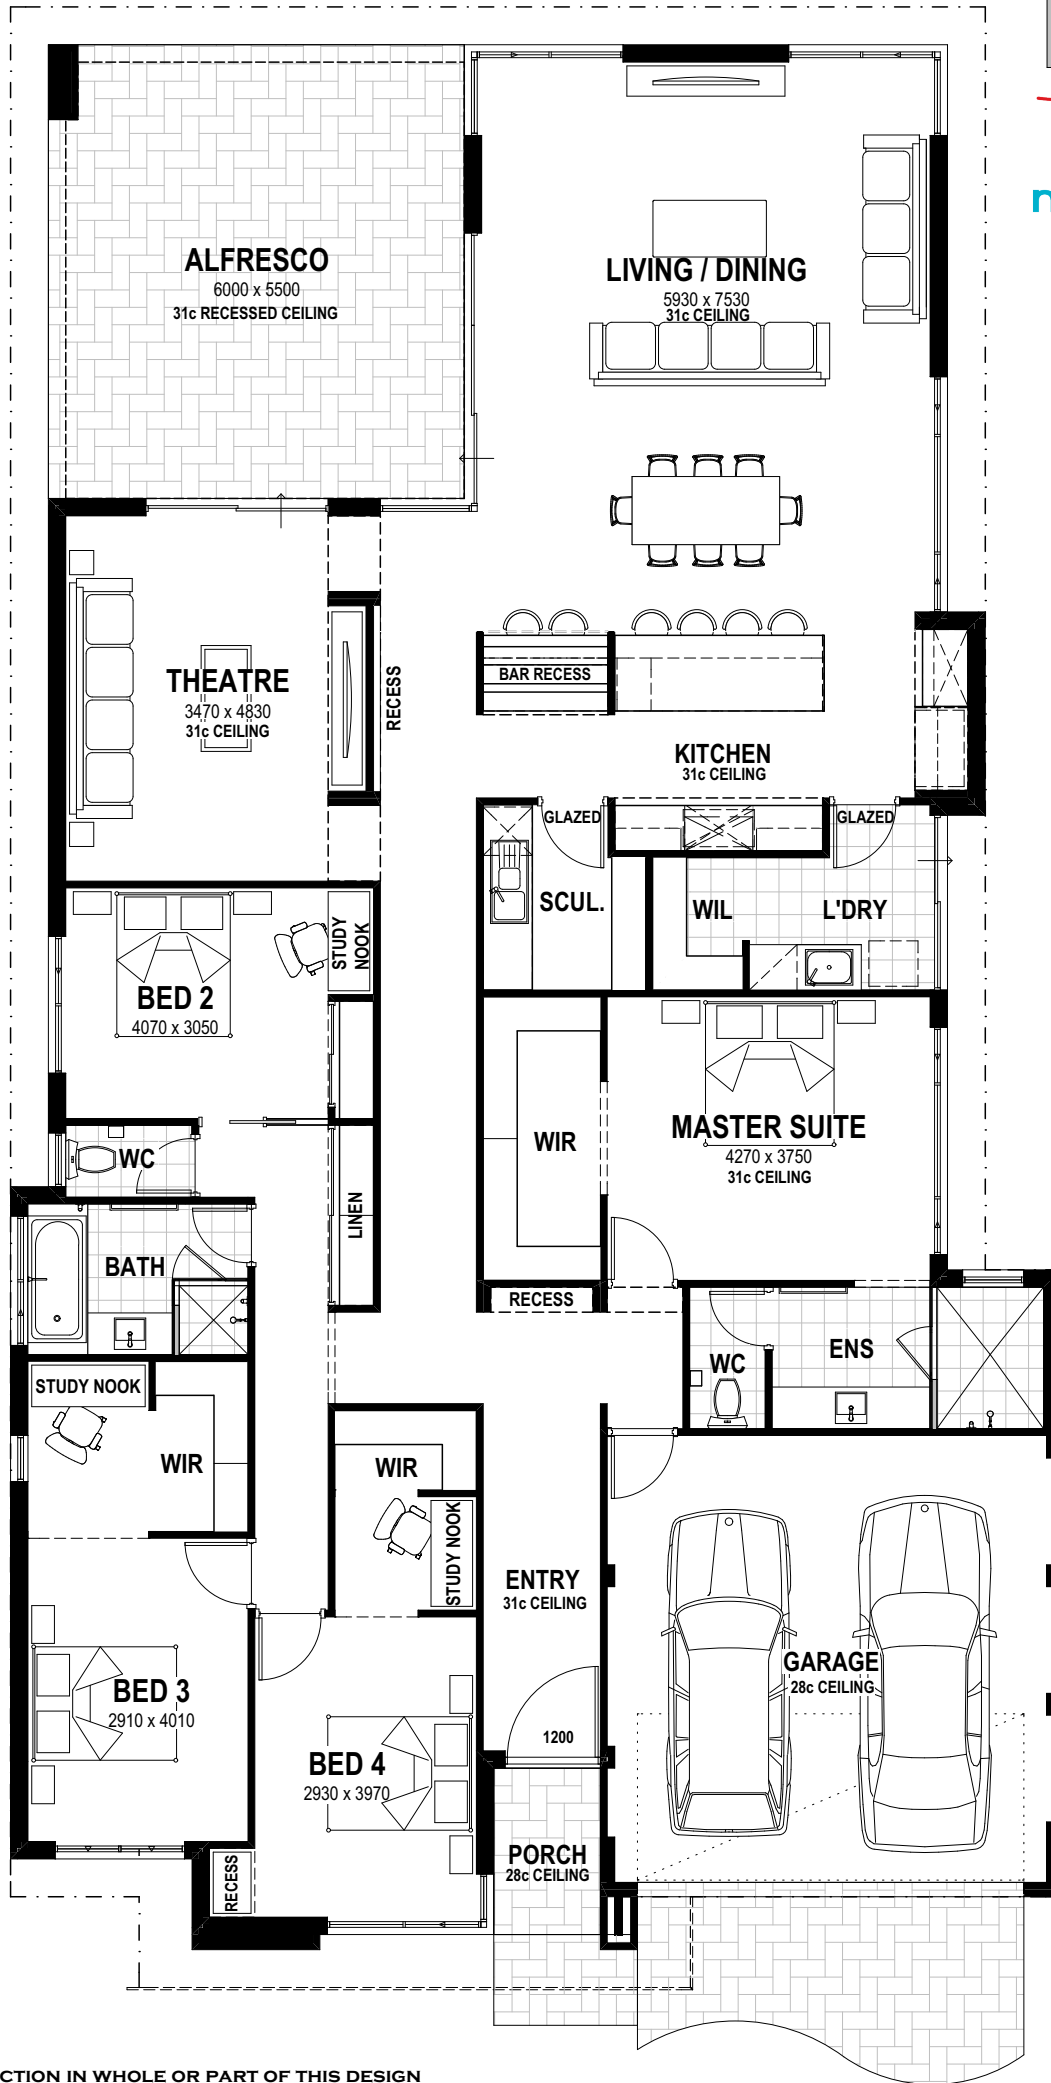 ALFRESCO
6000 x 5500
31c RECESSED CEILING
LIVING / DINING
5930 x 7530
31c CEILING
THEATRE
3470 x 4830
31c CEILING
RECESS
BAR RECESS
KITCHEN
31c CEILING
GLAZED
GLAZED
SCUL.
WIL
L'DRY
STUDY
NOOK
BED 2
4070 x 3050
WIR
MASTER SUITE
4270 x 3750
31c CEILING
WC
LINEN
BATH
RECESS
WC
ENS
STUDY NOOK
WIR
WIR
STUDY NOOK
ENTRY
31c CEILING
GARAGE
28c CEILING
BED 3
2910 x 4010
1200
BED 4
2930 x 3970
PORCH
28c CEILING
RECESS
CTION IN WHOLE OR PART OF THIS DESIGN